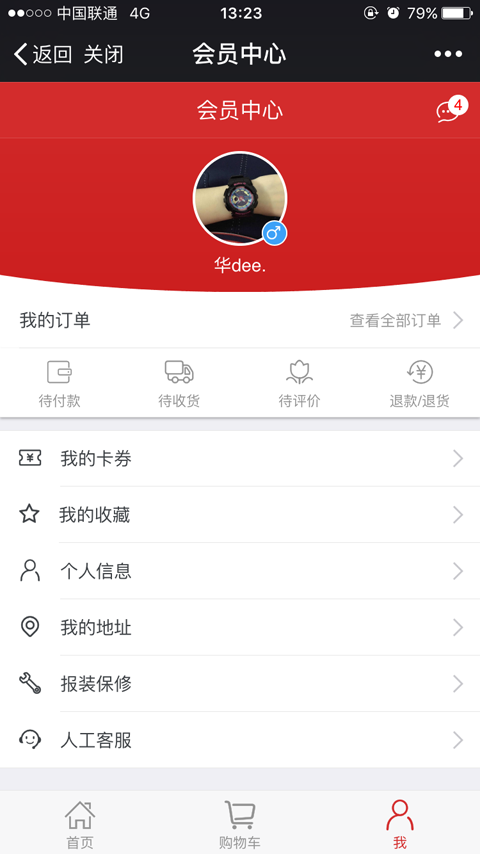 中国联通 4G 13:23 79%
返回 关闭 会员中心
会员中心 4
华dee.
我的订单 查看全部订单
待付款 待收货 待评价 退款/退货
我的卡券
我的收藏
个人信息
我的地址
报装保修
人工客服
首页 购物车 我